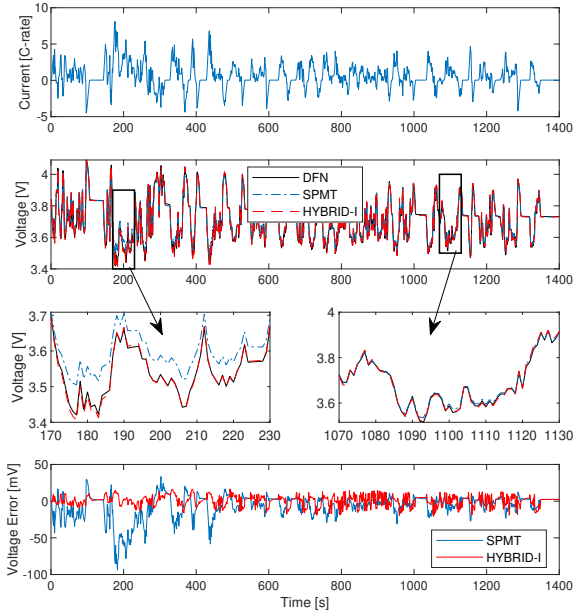 10
5
0
-5
Current [C-rate]
0 200 400 600 800 1000 1200 1400
4
3.8
3.6
3.4
Voltage [V]
DFN
SPMT
HYBRID-I
0 200 400 600 800 1000 1200 1400
3.7
3.6
3.5
3.4
Voltage [V]
170 180 190 200 210 220 230
4
3.8
3.6
1070 1080 1090 1100 1110 1120 1130
50
0
-50
-100
Voltage Error [mV]
SPMT
HYBRID-I
0 200 400 600 800 1000 1200 1400
Time [s]